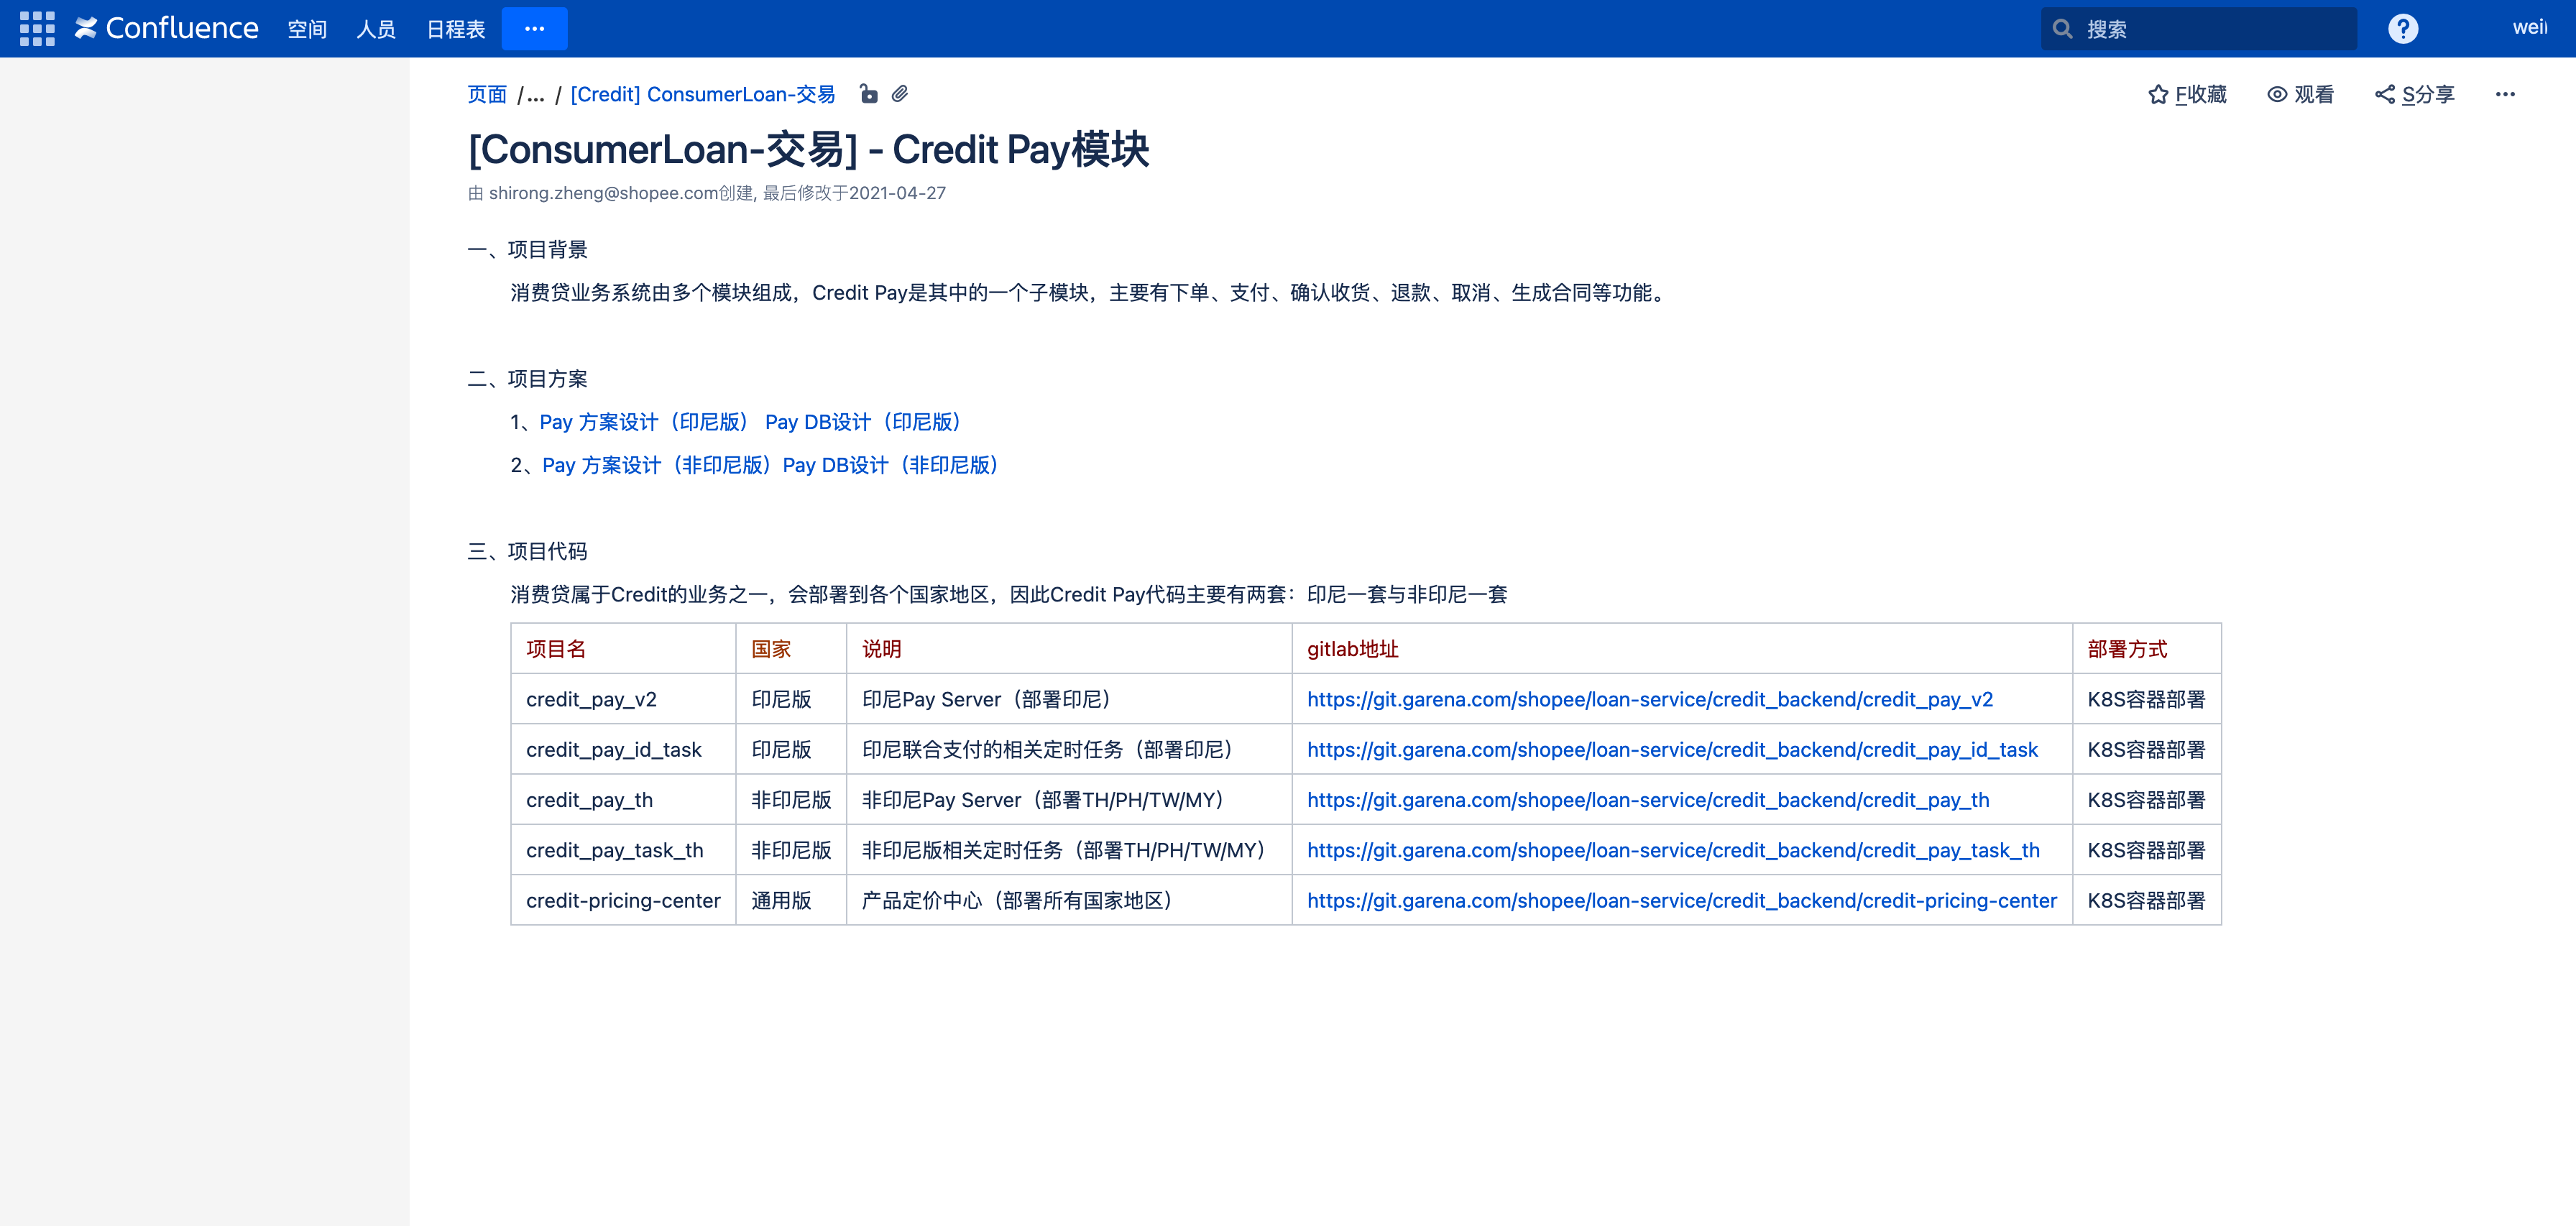 Confluence 空间 人员 日程表 ... 搜索 ? weil
页面 /... / [Credit] ConsumerLoan-交易 F收藏 观看 S分享 ...
[ConsumerLoan-交易] - Credit Pay模块
由 shirong.zheng@shopee.com创建, 最后修改于2021-04-27
一、项目背景
消费贷业务系统由多个模块组成，Credit Pay是其中的一个子模块，主要有下单、支付、确认收货、退款、取消、生成合同等功能。
二、项目方案
1、Pay 方案设计（印尼版） Pay DB设计（印尼版）
2、Pay 方案设计（非印尼版）Pay DB设计（非印尼版）
三、项目代码
消费贷属于Credit的业务之一，会部署到各个国家地区，因此Credit Pay代码主要有两套：印尼一套与非印尼一套
项目名 国家 说明 gitlab地址 部署方式
credit_pay_v2 印尼版 印尼Pay Server（部署印尼） https://git.garena.com/shopee/loan-service/credit_backend/credit_pay_v2 K8S容器部署
credit_pay_id_task 印尼版 印尼联合支付的相关定时任务（部署印尼） https://git.garena.com/shopee/loan-service/credit_backend/credit_pay_id_task K8S容器部署
credit_pay_th 非印尼版 非印尼Pay Server（部署TH/PH/TW/MY） https://git.garena.com/shopee/loan-service/credit_backend/credit_pay_th K8S容器部署
credit_pay_task_th 非印尼版 非印尼版相关定时任务（部署TH/PH/TW/MY） https://git.garena.com/shopee/loan-service/credit_backend/credit_pay_task_th K8S容器部署
credit-pricing-center 通用版 产品定价中心（部署所有国家地区） https://git.garena.com/shopee/loan-service/credit_backend/credit-pricing-center K8S容器部署